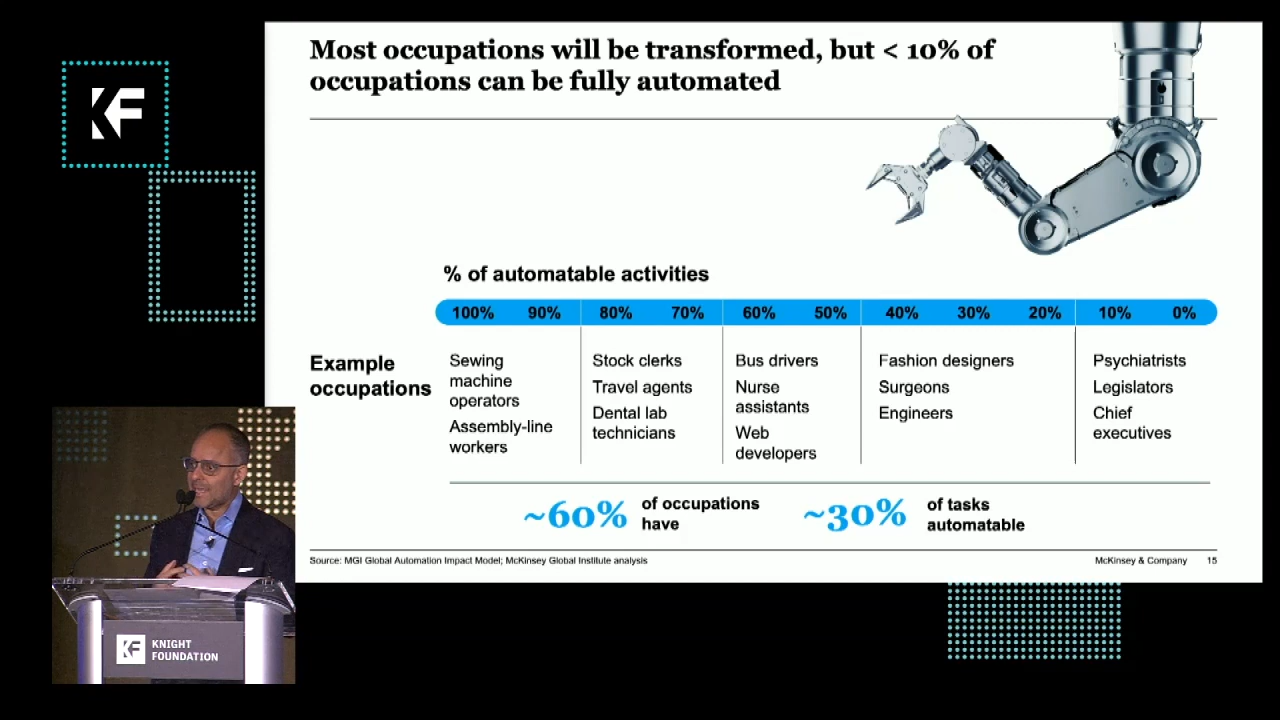 KF
Most occupations will be transformed, but < 10% of
occupations can be fully automated
% of automatable activities
100% 90% 80% 70% 60% 50% 40% 30% 20% 10% 0%
Example
occupations
Sewing
machine
operators
Assembly-line
workers
Stock clerks
Travel agents
Dental lab
technicians
Bus drivers
Nurse
assistants
Web
developers
Fashion designers
Surgeons
Engineers
Psychiatrists
Legislators
Chief
executives
~60% of occupations
have
~30% of tasks
automatable
Source: MGI Global Automation Impact Model; McKinsey Global Institute analysis
McKinsey & Company 15
KF KNIGHT
FOUNDATION